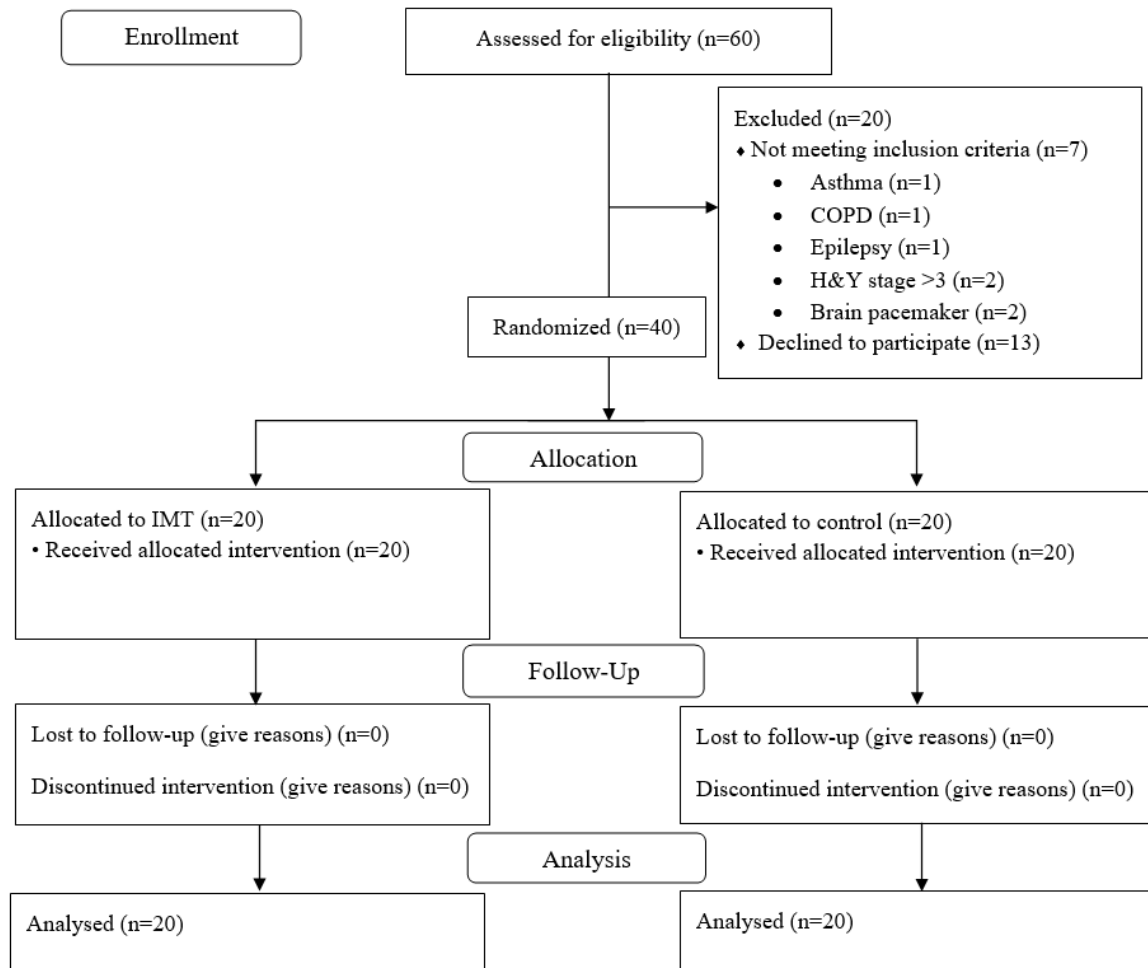 Enrollment
Assessed for eligibility (n=60)
Excluded (n=20)
♦ Not meeting inclusion criteria (n=7)
• Asthma (n=1)
• COPD (n=1)
• Epilepsy (n=1)
• H&Y stage >3 (n=2)
• Brain pacemaker (n=2)
♦ Declined to participate (n=13)
Randomized (n=40)
Allocation
Allocated to IMT (n=20)
• Received allocated intervention (n=20)
Allocated to control (n=20)
• Received allocated intervention (n=20)
Follow-Up
Lost to follow-up (give reasons) (n=0)
Discontinued intervention (give reasons) (n=0)
Lost to follow-up (give reasons) (n=0)
Discontinued intervention (give reasons) (n=0)
Analysis
Analysed (n=20)
Analysed (n=20)